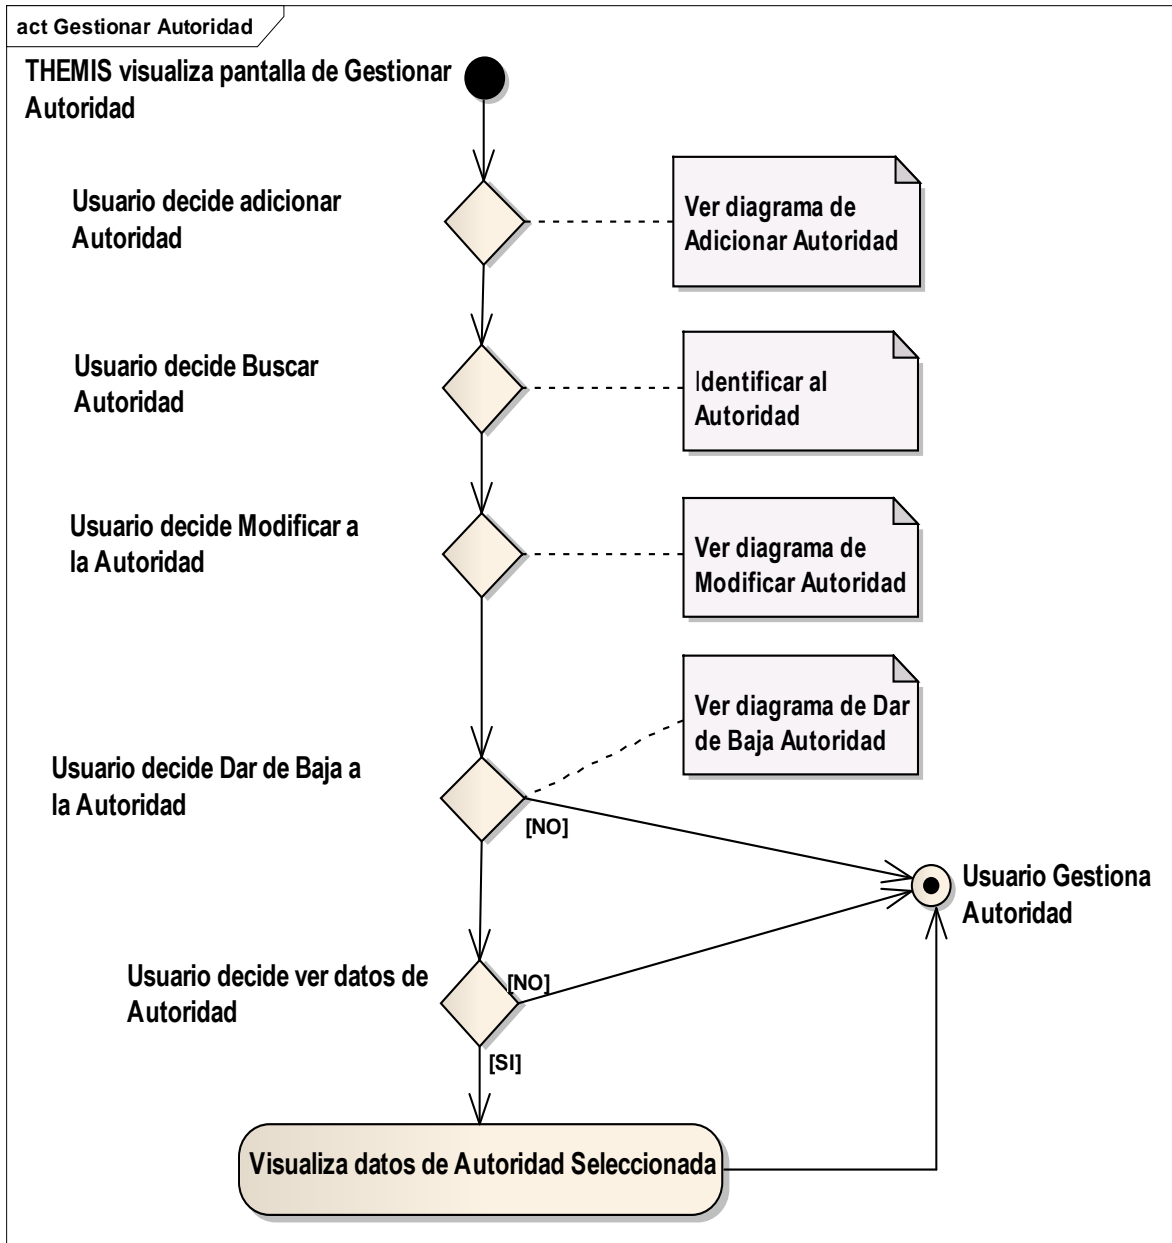 act Gestionar Autoridad
THEMIS visualiza pantalla de Gestionar
Autoridad
Usuario decide adicionar
Autoridad
Ver diagrama de
Adicionar Autoridad
Usuario decide Buscar
Autoridad
Identificar al
Autoridad
Usuario decide Modificar a
la Autoridad
Ver diagrama de
Modificar Autoridad
Ver diagrama de Dar
de Baja Autoridad
Usuario decide Dar de Baja a
la Autoridad
[NO]
Usuario Gestiona
Autoridad
Usuario decide ver datos de
Autoridad
[NO]
[SI]
Visualiza datos de Autoridad Seleccionada